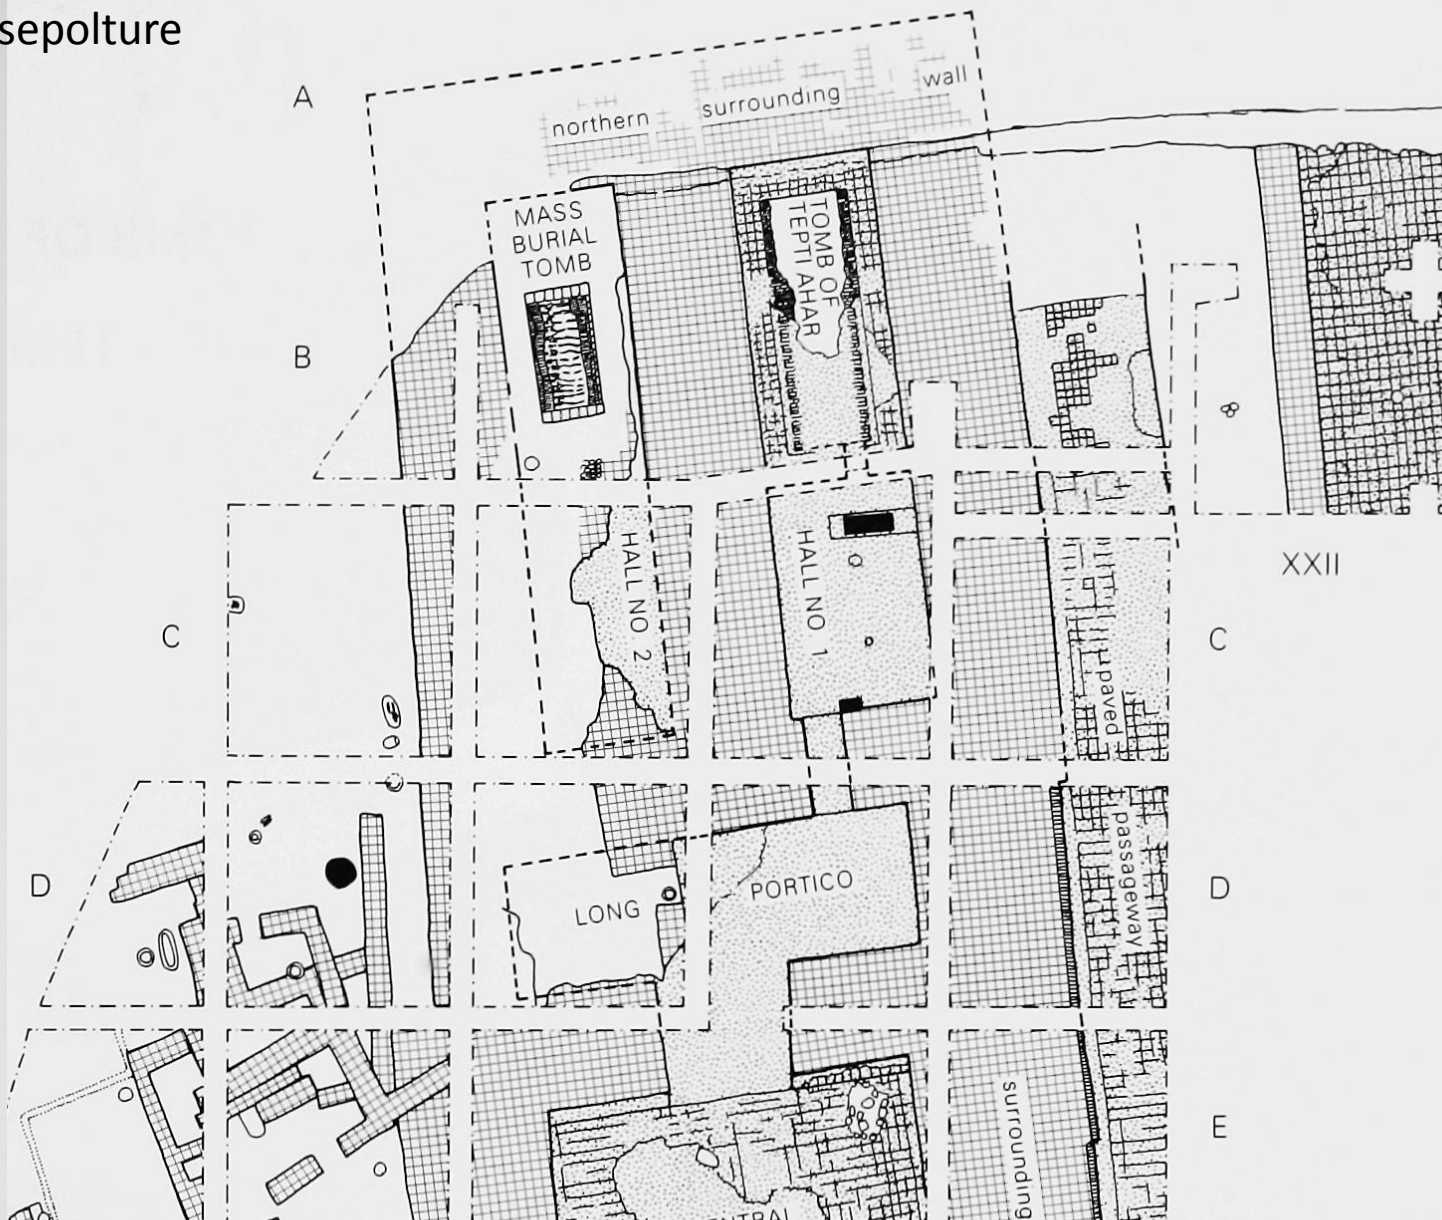 sepolture
A
northern surrounding wall
MASS
BURIAL
TOMB
TOMB OF
TEPTI AHAR
B
XXII
HALL NO. 2
HALL NO. 1
C
C
paved
passageway
D
LONG PORTICO
D
surrounding
E
NTRAL